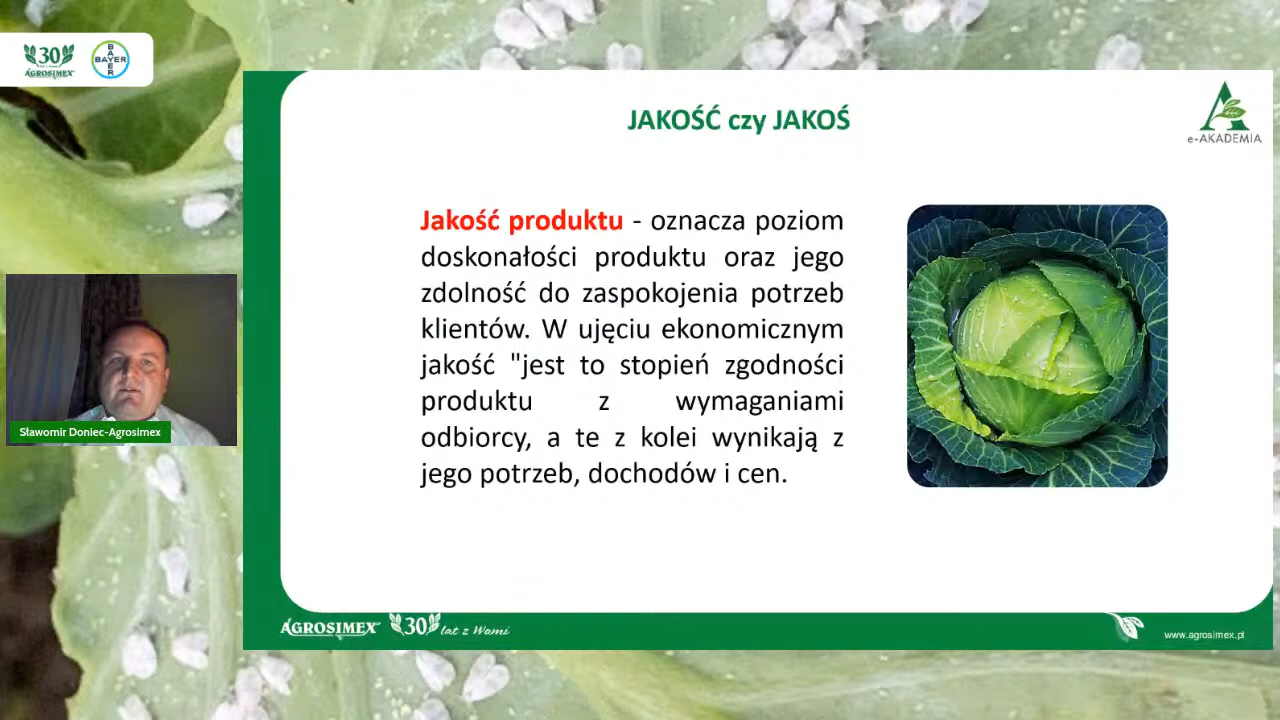 30
AGROSIMEX
BAYER
BAYER
JAKOŚĆ czy JAKOŚ
e-AKADEMIA
Jakość produktu - oznacza poziom
doskonałości produktu oraz jego
zdolność do zaspokojenia potrzeb
klientów. W ujęciu ekonomicznym
jakość "jest to stopień zgodności
produktu z wymaganiami
odbiorcy, a te z kolei wynikają z
jego potrzeb, dochodów i cen.
Sławomir Doniec-Agrosimex
AGROSIMEX 30 lat z Wami
www.agrosimex.pl